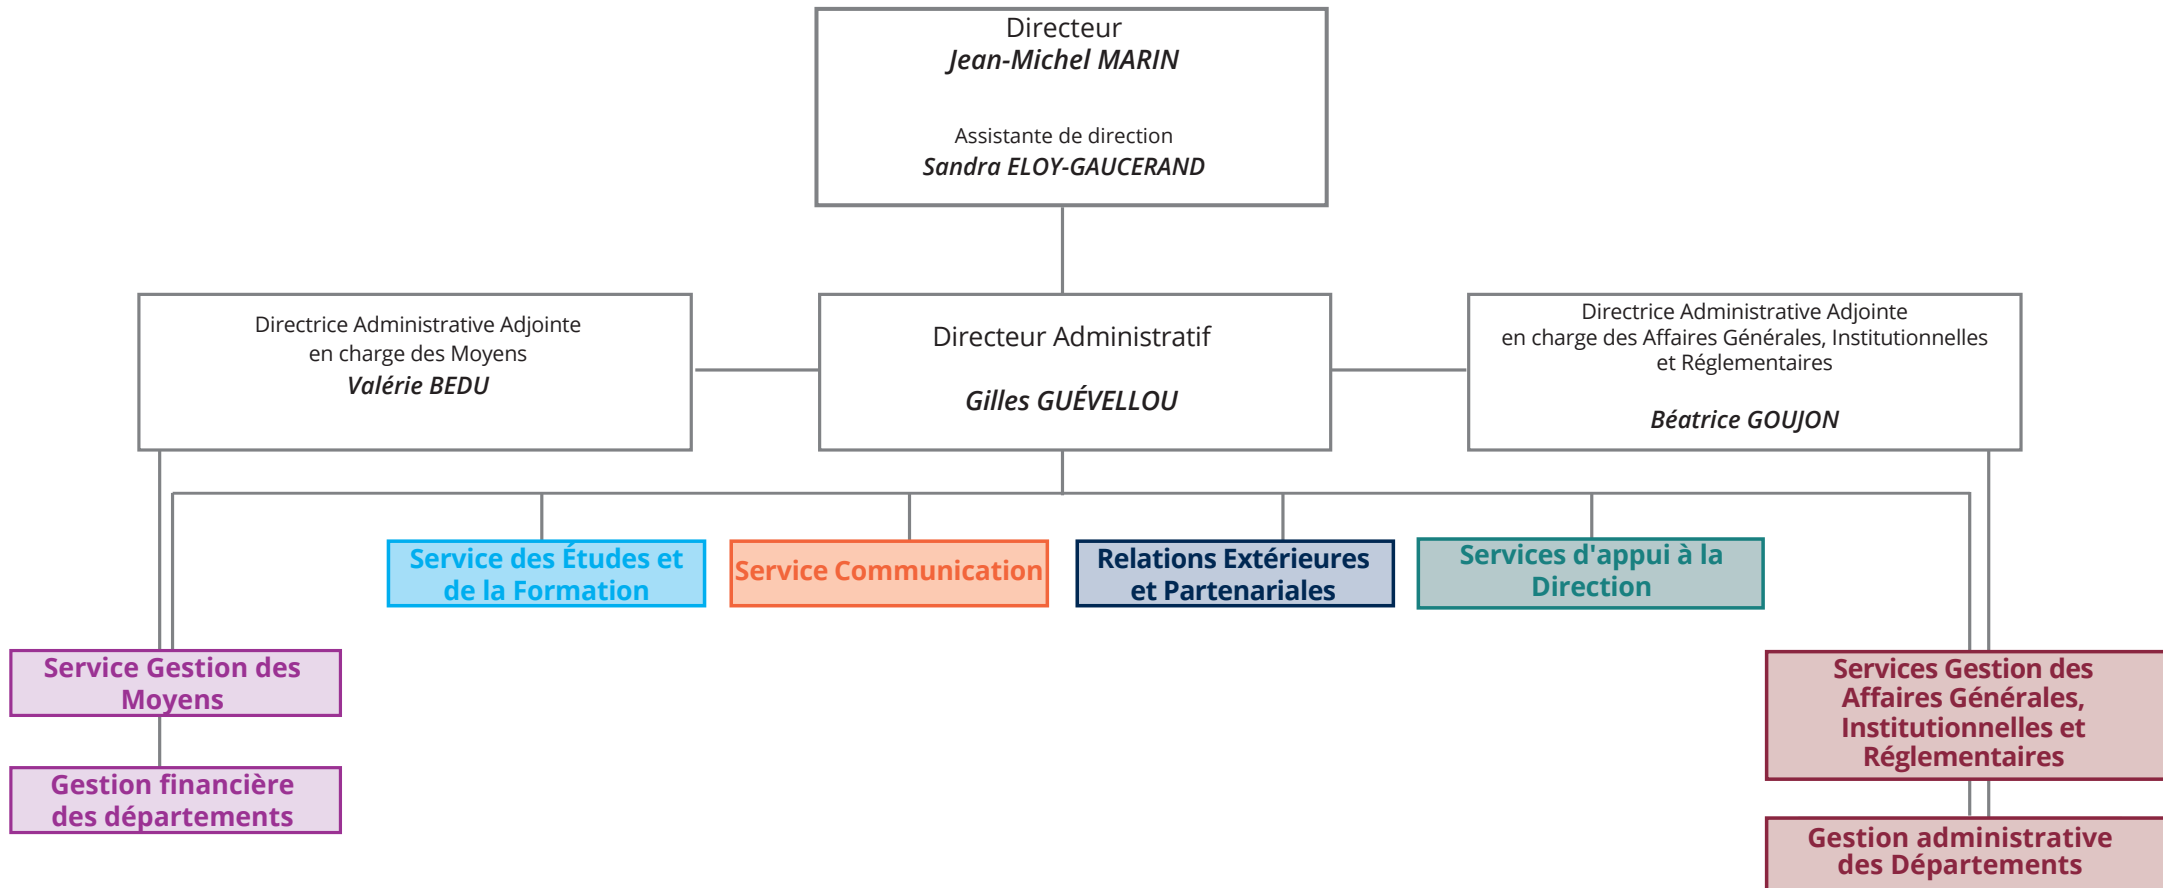 Directeur
Jean-Michel MARIN
Assistante de direction
Sandra ELOY-GAUCERAND
Directrice Administrative Adjointe
en charge des Moyens
Valérie BEDU
Directeur Administratif
Gilles GUÉVELLOU
Directrice Administrative Adjointe
en charge des Affaires Générales, Institutionnelles
et Réglementaires
Béatrice GOUJON
Service des Études et
de la Formation
Service Communication
Relations Extérieures
et Partenariales
Services d'appui à la
Direction
Service Gestion des
Moyens
Gestion financière
des départements
Services Gestion des
Affaires Générales,
Institutionnelles et
Réglementaires
Gestion administrative
des Départements